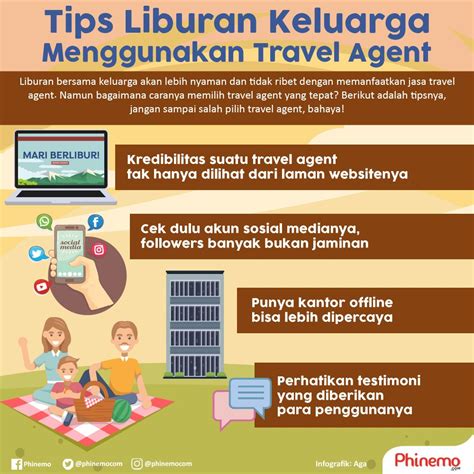 Tips Liburan Keluarga
Menggunakan Travel Agent
Liburan bersama keluarga akan lebih nyaman dan tidak ribet dengan memanfaatkan jasa travel
agent. Namun bagaimana caranya memilih travel agent yang tepat? Berikut adalah tipsnya,
jangan sampai salah pilih travel agent, bahaya!
MARI BERLIBUR!
Kredibilitas suatu travel agent
tak hanya dilihat dari laman websitenya
social
media
Cek dulu akun sosial medianya,
followers banyak bukan jaminan
Punya kantor offline
bisa lebih dipercaya
Perhatikan testimoni
yang diberikan
para penggunanya
Phinemo
@phinemocom
@phinemocom
Infografik: Aga
Phinemo
.com